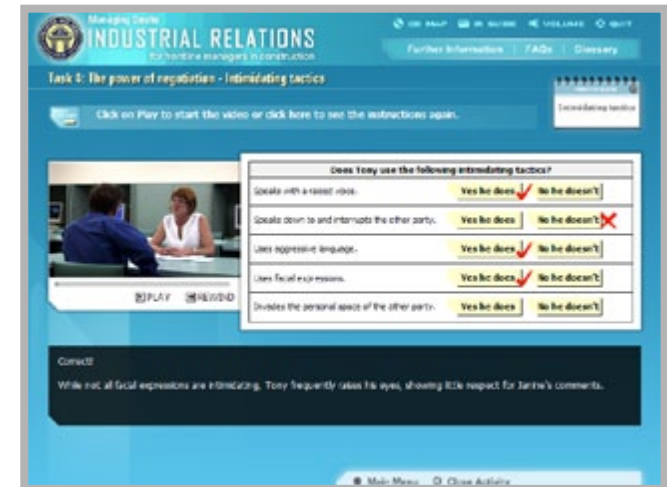 Managing Onsite
INDUSTRIAL RELATIONS
for frontline managers in construction
CD MAP CD GUIDE VOLUME QUIT
Further Information | FAQs | Glossary
Task 4: The power of negotiation - Intimidating tactics
Intimidating tactics
Click on Play to start the video or click here to see the instructions again.
Does Tony use the following intimidating tactics?
Speaks with a raised voice. Yes he does No he doesn't
Speaks down to and interrupts the other party. Yes he does No he doesn't
Uses aggressive language. Yes he does No he doesn't
Uses facial expressions. Yes he does No he doesn't
Invades the personal space of the other party. Yes he does No he doesn't
PLAY REWIND
Correct!
While not all facial expressions are intimidating, Tony frequently raises his eyes, showing little respect for Janine's comments.
Main Menu Close Activity